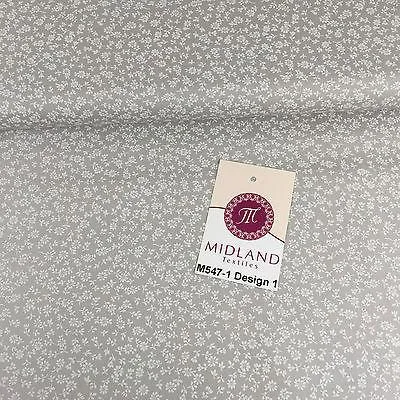 M
MIDLAND
Textiles
M547-1 Design 1